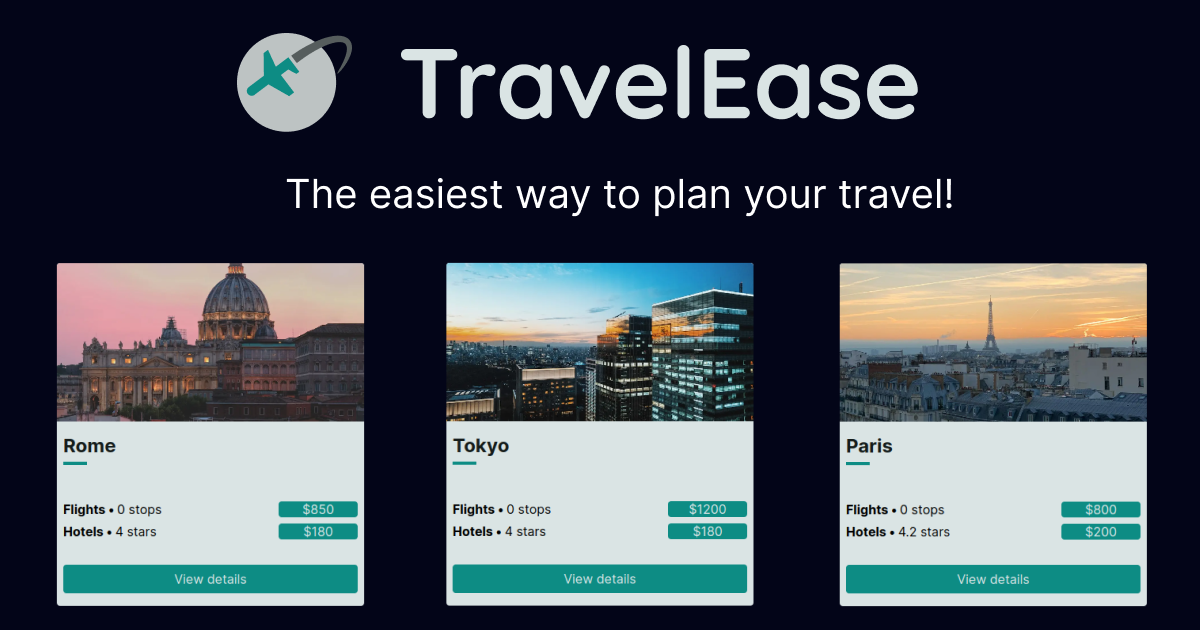 TravelEase
The easiest way to plan your travel!
Rome
Flights • 0 stops $850
Hotels • 4 stars $180
View details
Tokyo
Flights • 0 stops $1200
Hotels • 4 stars $180
View details
Paris
Flights • 0 stops $800
Hotels • 4.2 stars $200
View details